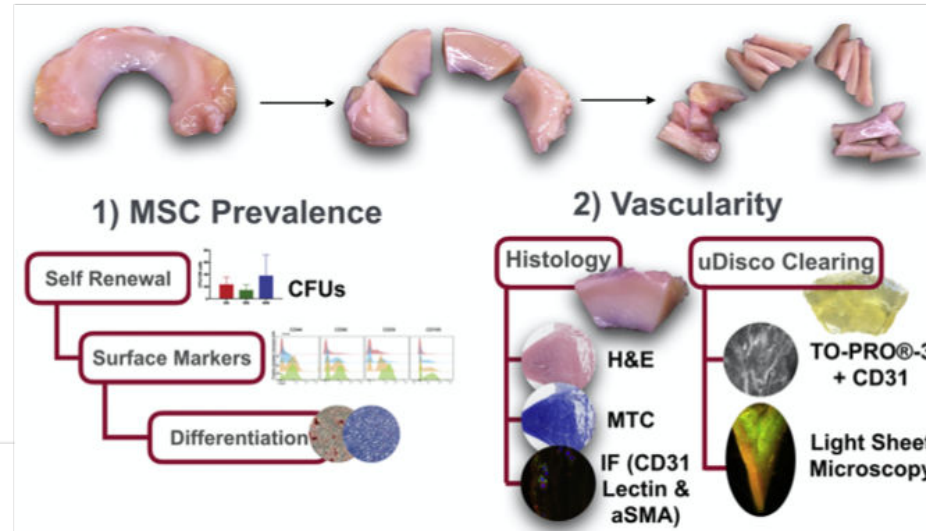 1) MSC Prevalence
2) Vascularity
Self Renewal
CFUs
Surface Markers
Differentiation
Histology
uDisco Clearing
H&E
MTC
IF (CD31
Lectin &
aSMA)
TO-PRO®-3
+ CD31
Light Sheet
Microscopy